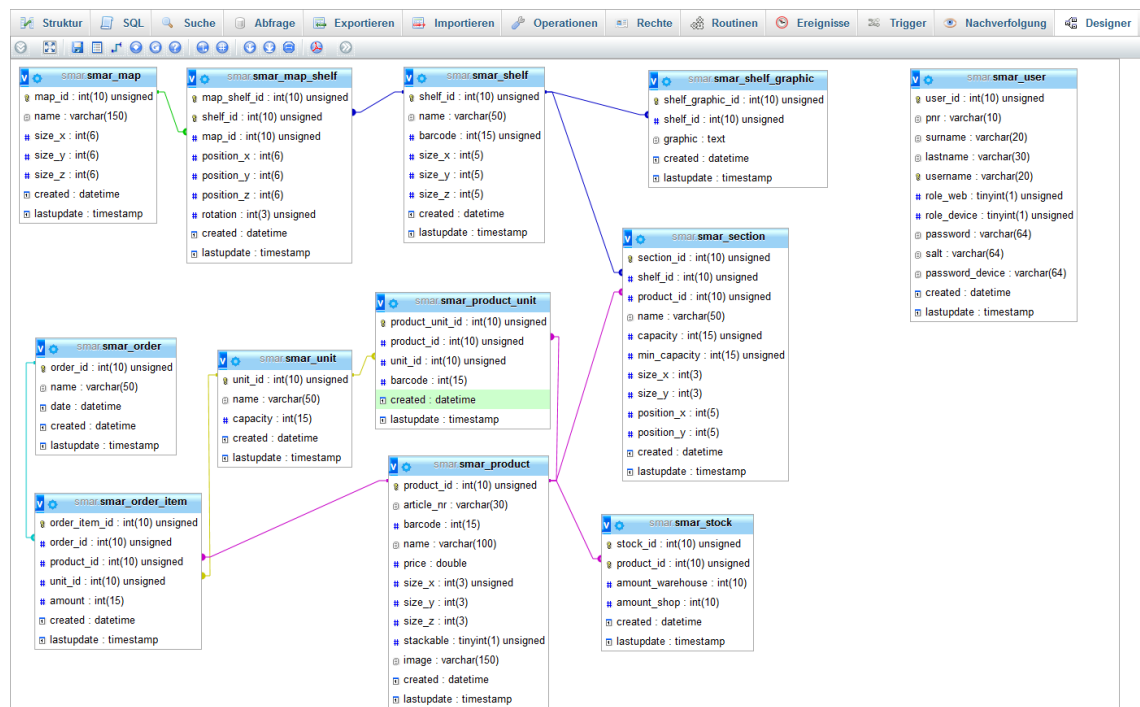 Struktur SQL Suche Abfrage Exportieren Importieren Operationen Rechte Routinen Ereignisse Trigger Nachverfolgung Designer
smar.smar_map
map_id : int(10) unsigned
name : varchar(150)
size_x : int(6)
size_y : int(6)
size_z : int(6)
created : datetime
lastupdate : timestamp
smar.smar_map_shelf
map_shelf_id : int(10) unsigned
shelf_id : int(10) unsigned
map_id : int(10) unsigned
position_x : int(6)
position_y : int(6)
position_z : int(6)
rotation : int(3) unsigned
created : datetime
lastupdate : timestamp
smar.smar_shelf
shelf_id : int(10) unsigned
name : varchar(50)
barcode : int(15) unsigned
size_x : int(5)
size_y : int(5)
size_z : int(5)
created : datetime
lastupdate : timestamp
smar.smar_shelf_graphic
shelf_graphic_id : int(10) unsigned
shelf_id : int(10) unsigned
graphic : text
created : datetime
lastupdate : timestamp
smar.smar_user
user_id : int(10) unsigned
pnr : varchar(10)
surname : varchar(20)
lastname : varchar(30)
username : varchar(20)
role_web : tinyint(1) unsigned
role_device : tinyint(1) unsigned
password : varchar(64)
salt : varchar(64)
password_device : varchar(64)
created : datetime
lastupdate : timestamp
smar.smar_section
section_id : int(10) unsigned
shelf_id : int(10) unsigned
product_id : int(10) unsigned
name : varchar(50)
capacity : int(15) unsigned
min_capacity : int(15) unsigned
size_x : int(3)
size_y : int(3)
position_x : int(5)
position_y : int(5)
created : datetime
lastupdate : timestamp
smar.smar_product_unit
product_unit_id : int(10) unsigned
product_id : int(10) unsigned
unit_id : int(10) unsigned
barcode : int(15)
created : datetime
lastupdate : timestamp
smar.smar_order
order_id : int(10) unsigned
name : varchar(50)
date : datetime
created : datetime
lastupdate : timestamp
smar.smar_unit
unit_id : int(10) unsigned
name : varchar(50)
capacity : int(15)
created : datetime
lastupdate : timestamp
smar.smar_product
product_id : int(10) unsigned
article_nr : varchar(30)
barcode : int(15)
name : varchar(100)
price : double
size_x : int(3) unsigned
size_y : int(3)
size_z : int(3)
stackable : tinyint(1) unsigned
image : varchar(150)
created : datetime
lastupdate : timestamp
smar.smar_order_item
order_item_id : int(10) unsigned
order_id : int(10) unsigned
product_id : int(10) unsigned
unit_id : int(10) unsigned
amount : int(15)
created : datetime
lastupdate : timestamp
smar.smar_stock
stock_id : int(10) unsigned
product_id : int(10) unsigned
amount_warehouse : int(10)
amount_shop : int(10)
created : datetime
lastupdate : timestamp